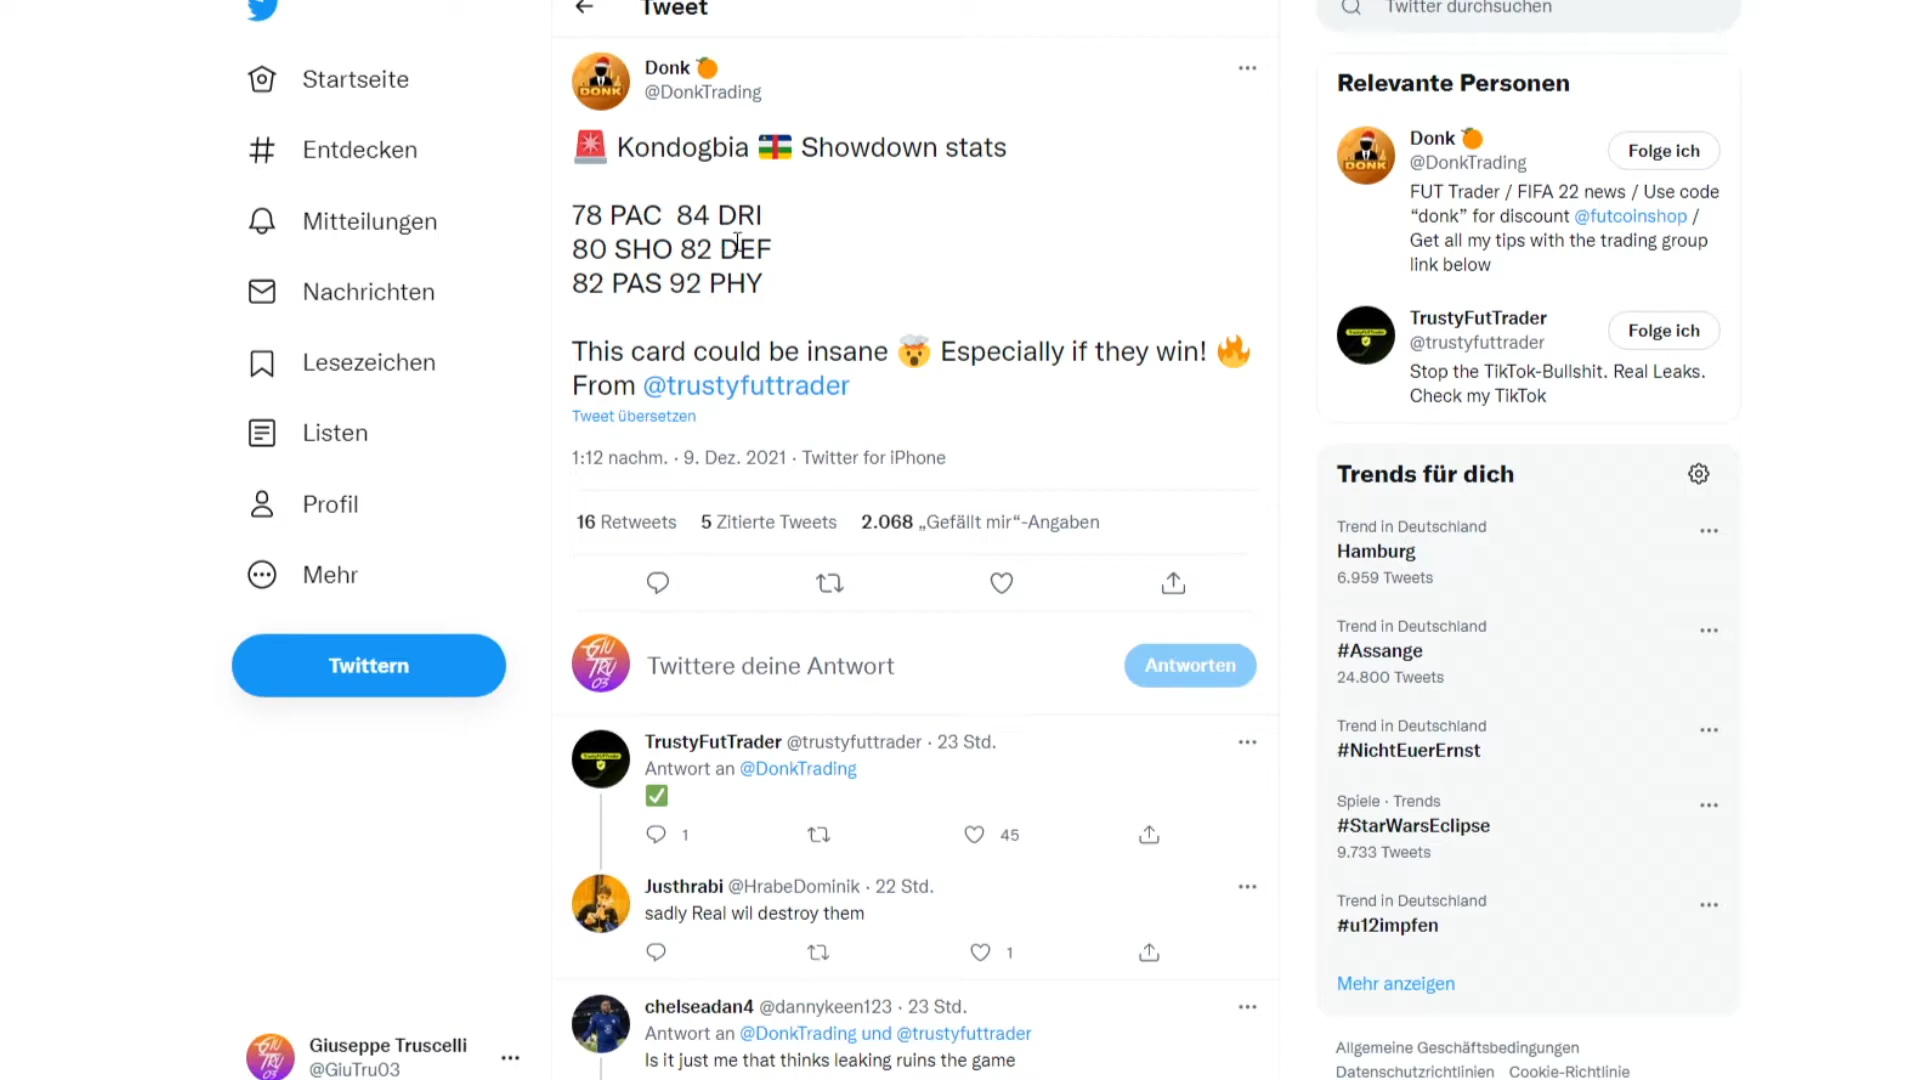 Tweet
Twitter durchsuchen
Startseite
Entdecken
Mitteilungen
Nachrichten
Lesezeichen
Listen
Profil
Mehr
Twittern
Giuseppe Truscelli
@GiuTru03
Donk 🍊
@DonkTrading
🚨 Kondogbia 🇨🇫 Showdown stats
78 PAC  84 DRI
80 SHO 82 DEF
82 PAS 92 PHY
This card could be insane 🤯 Especially if they win! 🔥
From @trustyfuttrader
Tweet übersetzen
1:12 nachm. · 9. Dez. 2021 · Twitter for iPhone
16 Retweets 5 Zitierte Tweets 2.068 „Gefällt mir“-Angaben
Twittere deine Antwort
Antworten
TrustyFutTrader @trustyfuttrader · 23 Std.
Antwort an @DonkTrading
✅
1 45
Justhrabi @HrabeDominik · 22 Std.
sadly Real wil destroy them
1
chelseadan4 @dannykeen123 · 23 Std.
Antwort an @DonkTrading und @trustyfuttrader
Is it just me that thinks leaking ruins the game
Relevante Personen
Donk 🍊
@DonkTrading
Folge ich
FUT Trader / FIFA 22 news / Use code
“donk” for discount @futcoinshop /
Get all my tips with the trading group
link below
TrustyFutTrader
@trustyfuttrader
Folge ich
Stop the TikTok-Bullshit. Real Leaks.
Check my TikTok
Trends für dich
Trend in Deutschland
Hamburg
6.959 Tweets
Trend in Deutschland
#Assange
24.800 Tweets
Trend in Deutschland
#NichtEuerErnst
Spiele · Trends
#StarWarsEclipse
9.733 Tweets
Trend in Deutschland
#u12impfen
Mehr anzeigen
Allgemeine Geschäftsbedingungen
Datenschutzrichtlinien Cookie-Richtlinie
DONK
DONK
GIU
TRU
03
GIU
TRU
03